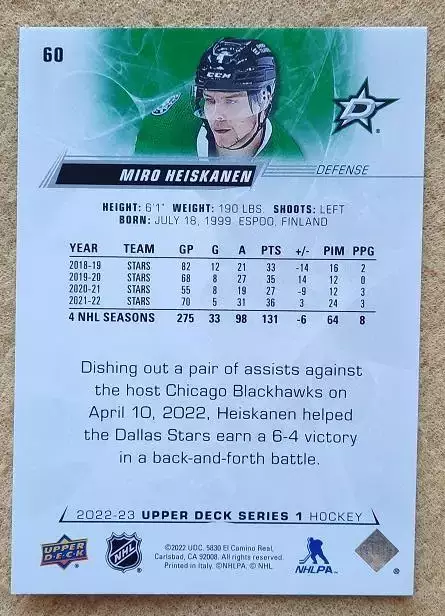 60
CCM
D
MIRO HEISKANEN
DEFENSE
HEIGHT: 6'1" WEIGHT: 190 LBS. SHOOTS: LEFT
BORN: JULY 18, 1999 ESPOO, FINLAND
YEAR TEAM GP G A PTS +/- PIM PPG
2018-19 STARS 82 12 21 33 -14 16 2
2019-20 STARS 68 8 27 35 14 12 0
2020-21 STARS 55 8 19 27 -9 12 3
2021-22 STARS 70 5 31 36 3 24 3
4 NHL SEASONS 275 33 98 131 -6 64 8
Dishing out a pair of assists against
the host Chicago Blackhawks on
April 10, 2022, Heiskanen helped
the Dallas Stars earn a 6-4 victory
in a back-and-forth battle.
2022-23 UPPER DECK SERIES 1 HOCKEY
UPPER DECK
NHL
©2022 UDC. 5830 El Camino Real,
Carlsbad, CA 92008. All rights reserved.
Printed in Italy. ©NHLPA, © NHL
NHLPA